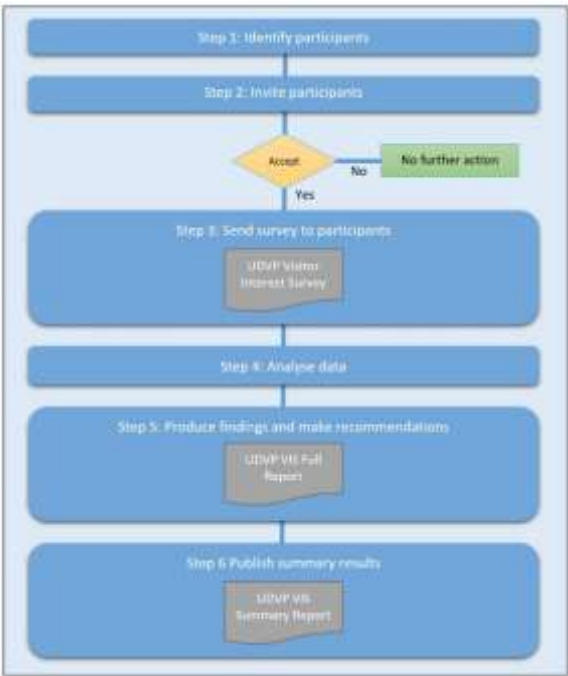 Step 1: Identify participants
Step 2: Invite participants
Accept
No
No further action
Yes
Step 3: Send survey to participants
UDVP Visitor
Interest Survey
Step 4: Analyse data
Step 5: Produce findings and make recommendations
UDVP VIS Full
Report
Step 6 Publish summary results
UDVP VIS
Summary Report